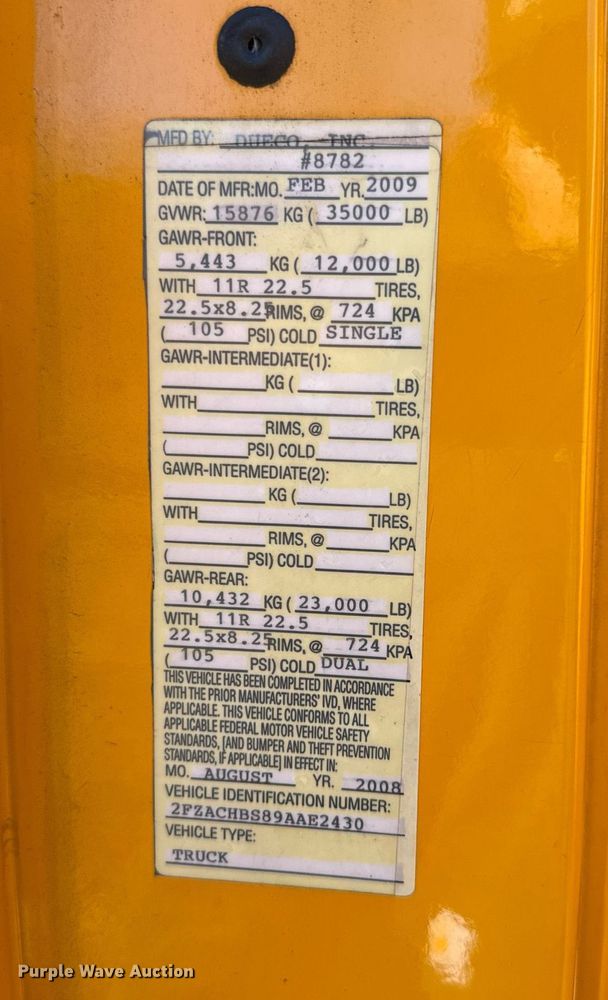 MFD BY: DUECO, INC.
#8782
DATE OF MFR:MO. FEB YR. 2009
GVWR: 15876 KG ( 35000 LB)
GAWR-FRONT:
5,443 KG ( 12,000 LB)
WITH 11R 22.5 TIRES,
22.5x8.25 RIMS, @ 724 KPA
( 105 PSI) COLD SINGLE
GAWR-INTERMEDIATE(1):
KG ( LB)
WITH TIRES,
RIMS, @ KPA
( PSI) COLD
GAWR-INTERMEDIATE(2):
KG ( LB)
WITH TIRES,
RIMS, @ KPA
( PSI) COLD
GAWR-REAR:
10,432 KG ( 23,000 LB)
WITH 11R 22.5 TIRES,
22.5x8.25 RIMS, @ 724 KPA
( 105 PSI) COLD DUAL
THIS VEHICLE HAS BEEN COMPLETED IN ACCORDANCE
WITH THE PRIOR MANUFACTURERS' IVD, WHERE
APPLICABLE. THIS VEHICLE CONFORMS TO ALL
APPLICABLE FEDERAL MOTOR VEHICLE SAFETY
STANDARDS, [AND BUMPER AND THEFT PREVENTION
STANDARDS, IF APPLICABLE] IN EFFECT IN:
MO. AUGUST YR. 2008
VEHICLE IDENTIFICATION NUMBER:
2FZACHBS89AAE2430
VEHICLE TYPE:
TRUCK
Purple Wave Auction